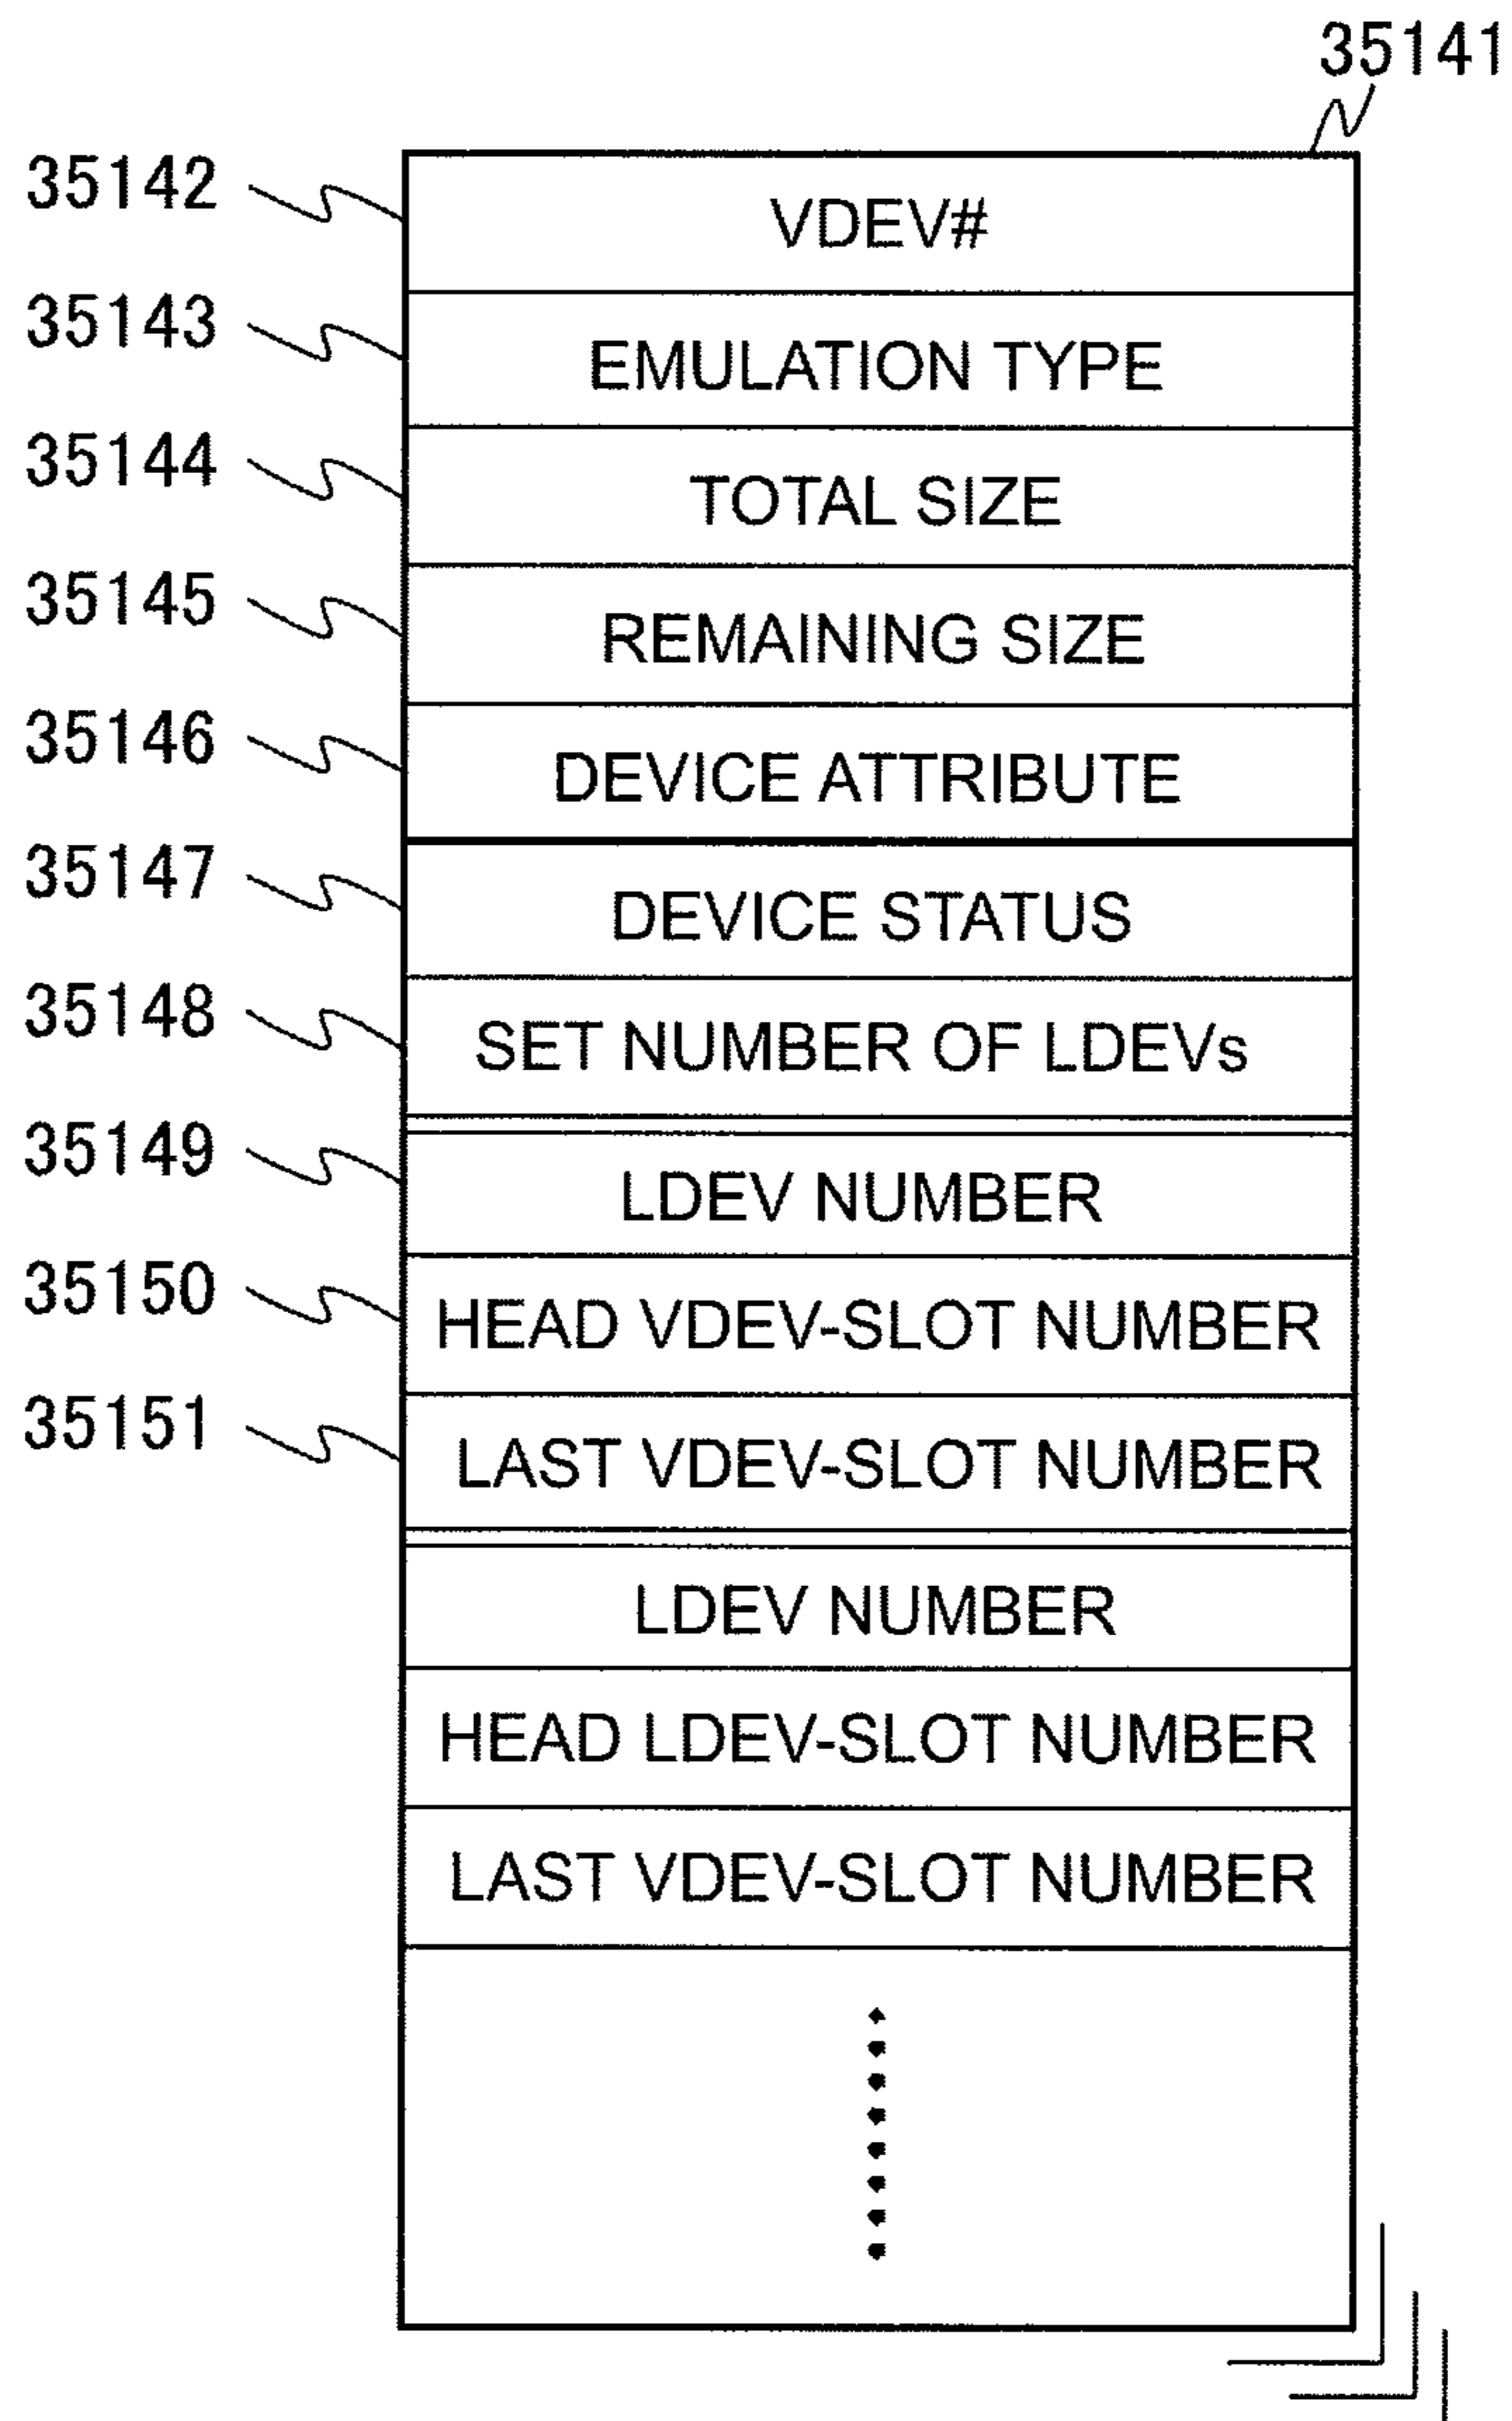 35141
35142
VDEV#
35143
EMULATION TYPE
35144
TOTAL SIZE
35145
REMAINING SIZE
35146
DEVICE ATTRIBUTE
35147
DEVICE STATUS
35148
SET NUMBER OF LDEVs
35149
LDEV NUMBER
35150
HEAD VDEV-SLOT NUMBER
35151
LAST VDEV-SLOT NUMBER
LDEV NUMBER
HEAD LDEV-SLOT NUMBER
LAST VDEV-SLOT NUMBER